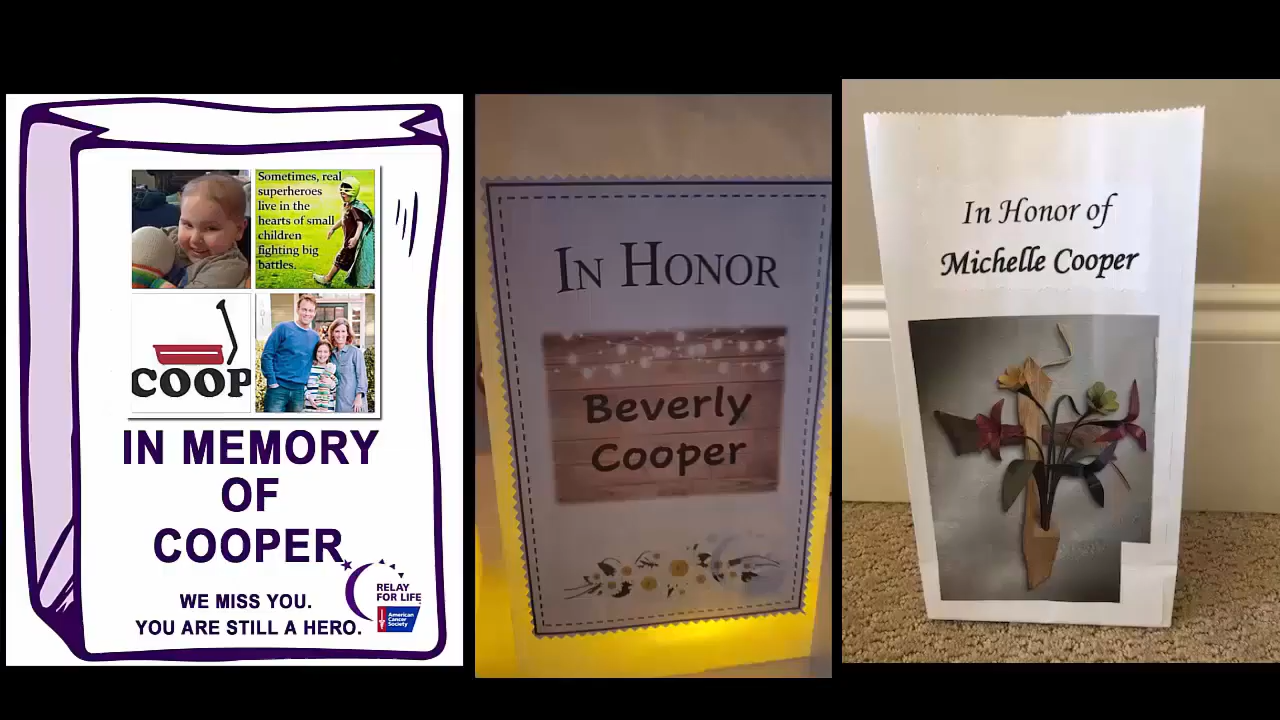 Sometimes, real
superheroes
live in the
hearts of small
children
fighting big
battles.
COOP
IN MEMORY
OF
COOPER
WE MISS YOU.
YOU ARE STILL A HERO.
RELAY
FOR LIFE
American
Cancer
Society
IN HONOR
Beverly
Cooper
In Honor of
Michelle Cooper